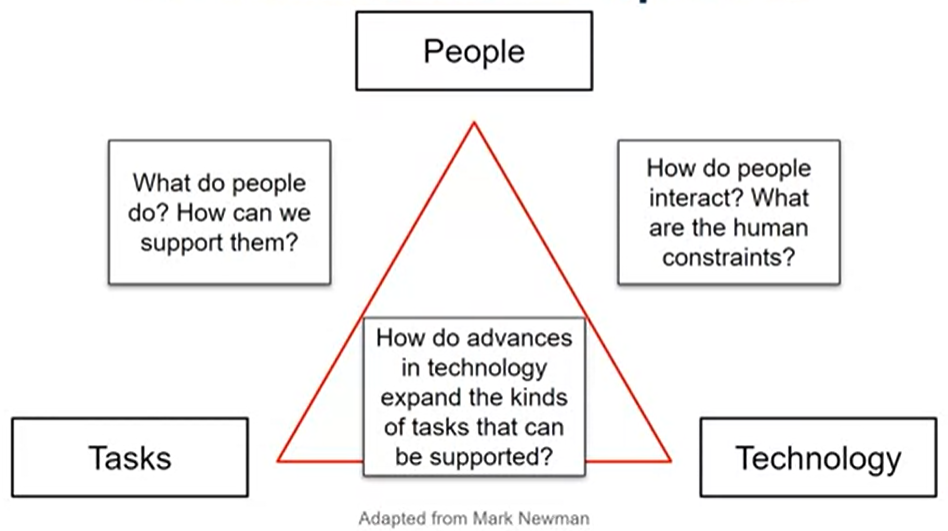 People
What do people
do? How can we
support them?
How do people
interact? What
are the human
constraints?
How do advances
in technology
expand the kinds
of tasks that can
be supported?
Tasks
Technology
Adapted from Mark Newman